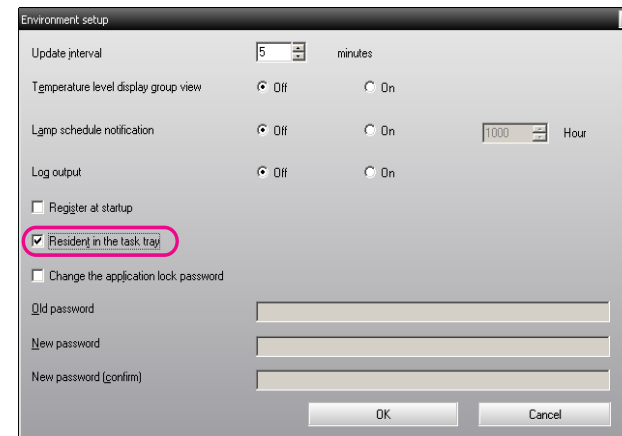 Environment setup
Update interval 5 minutes
Temperature level display group view Off On
Lamp schedule notification Off On 1000 Hour
Log output Off On
Register at startup
Resident in the task tray
Change the application lock password
Old password
New password
New password (confirm)
OK Cancel